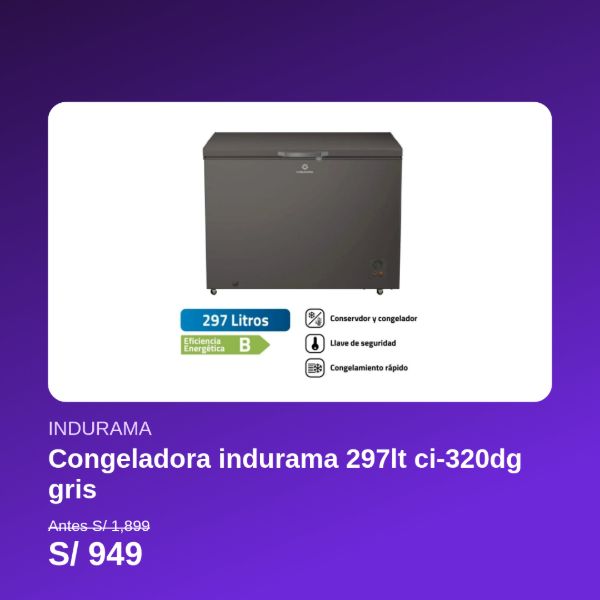 INDURAMA
297 Litros
Eficiencia
Energética
B
Conservdor y congelador
Llave de seguridad
Congelamiento rápido
INDURAMA
Congeladora indurama 297lt ci-320dg
gris
Antes S/ 1,899
S/ 949